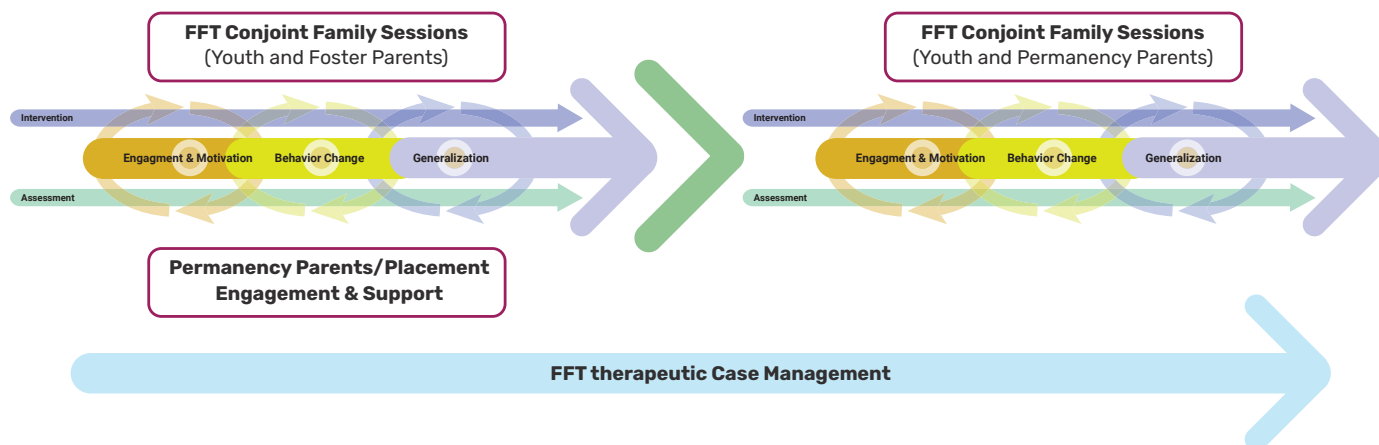 FFT Conjoint Family Sessions
(Youth and Foster Parents)
Intervention
Engagment & Motivation
Behavior Change
Generalization
Assessment
Permanency Parents/Placement
Engagement & Support
FFT Conjoint Family Sessions
(Youth and Permanency Parents)
Intervention
Engagment & Motivation
Behavior Change
Generalization
Assessment
FFT therapeutic Case Management